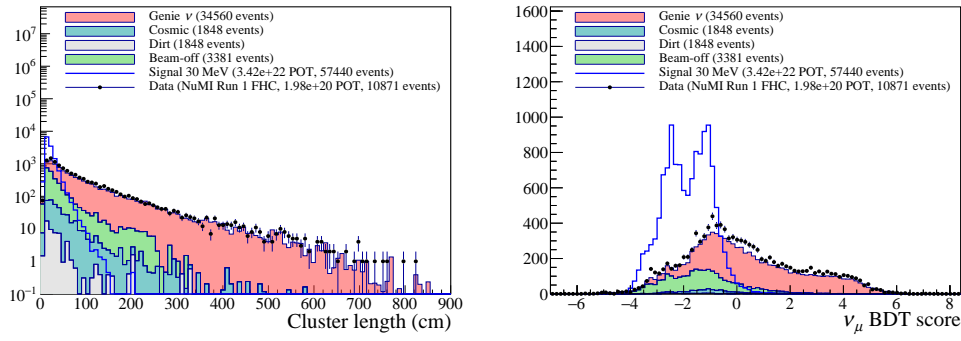 Genie ν (34560 events)
Cosmic (1848 events)
Dirt (1848 events)
Beam-off (3381 events)
Signal 30 MeV (3.42e+22 POT, 57440 events)
Data (NuMI Run 1 FHC, 1.98e+20 POT, 10871 events)
10⁷
10⁶
10⁵
10⁴
10³
10²
10
1
10⁻¹
0 100 200 300 400 500 600 700 800 900
Cluster length (cm)
Genie ν (34560 events)
Cosmic (1848 events)
Dirt (1848 events)
Beam-off (3381 events)
Signal 30 MeV (3.42e+22 POT, 57440 events)
Data (NuMI Run 1 FHC, 1.98e+20 POT, 10871 events)
1600
1400
1200
1000
800
600
400
200
0
−6 −4 −2 0 2 4 6 8
ν_μ BDT score